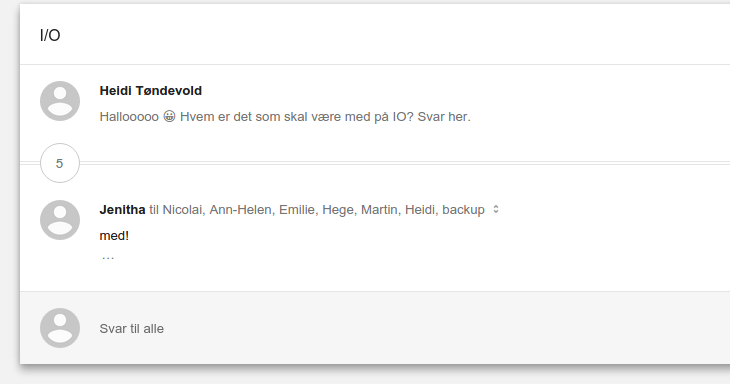 I/O
Heidi Tøndevold
Hallooooo 😀 Hvem er det som skal være med på IO? Svar her.
5
Jenitha til Nicolai, Ann-Helen, Emilie, Hege, Martin, Heidi, backup
med!
...
Svar til alle